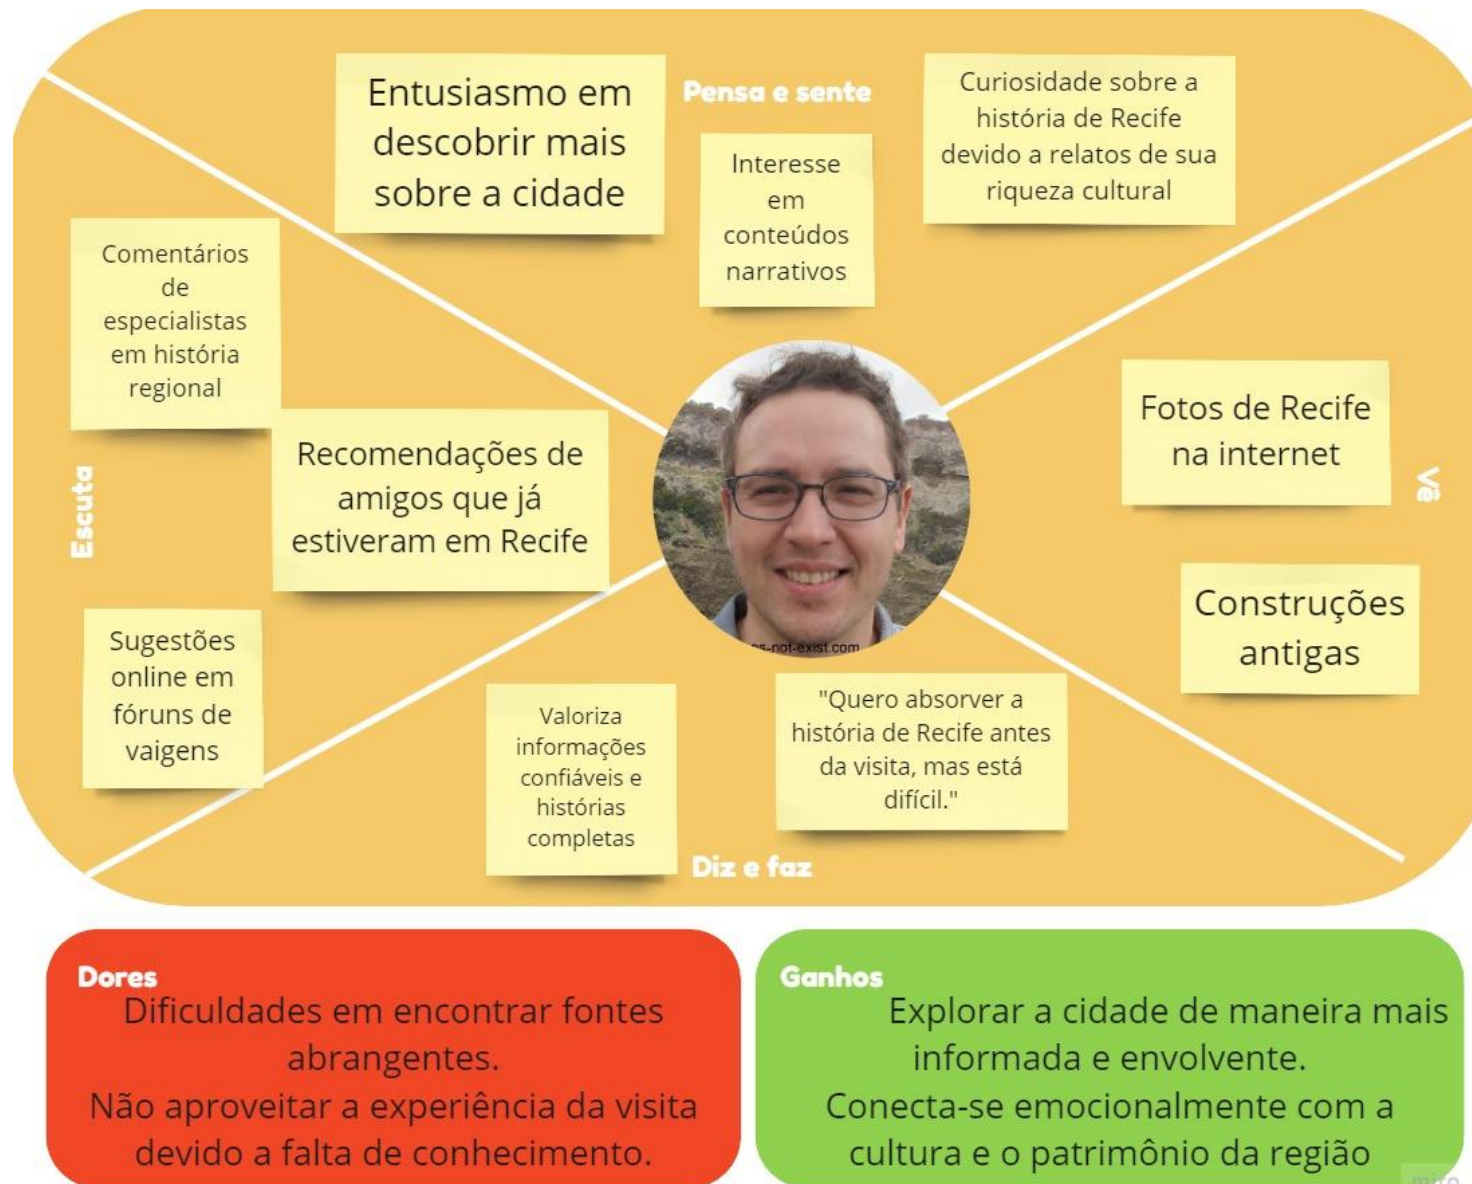 Pensa e sente
Entusiasmo em
descobrir mais
sobre a cidade
Interesse
em
conteúdos
narrativos
Curiosidade sobre a
história de Recife
devido a relatos de sua
riqueza cultural
Escuta
Comentários
de
especialistas
em história
regional
Recomendações de
amigos que já
estiveram em Recife
Sugestões
online em
fóruns de
vaigens
Vê
Fotos de Recife
na internet
Construções
antigas
s-not-exist.com
Valoriza
informações
confiáveis e
histórias
completas
"Quero absorver a
história de Recife antes
da visita, mas está
difícil."
Diz e faz
Dores
Dificuldades em encontrar fontes
abrangentes.
Não aproveitar a experiência da visita
devido a falta de conhecimento.
Ganhos
Explorar a cidade de maneira mais
informada e envolvente.
Conecta-se emocionalmente com a
cultura e o patrimônio da região
miro